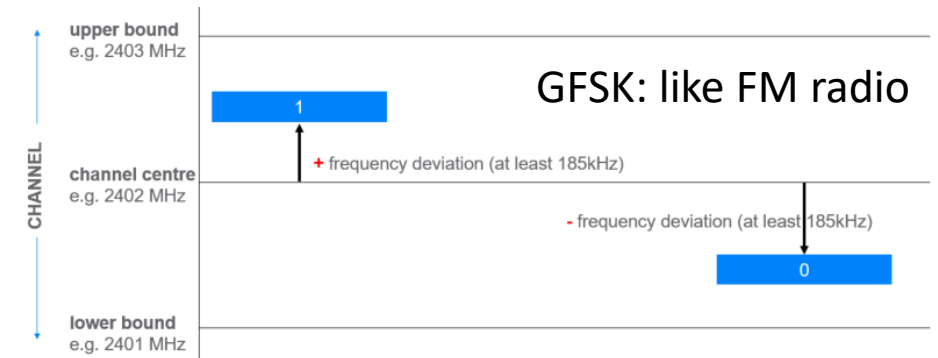 upper bound
e.g. 2403 MHz
GFSK: like FM radio
1
CHANNEL
+ frequency deviation (at least 185kHz)
channel centre
e.g. 2402 MHz
- frequency deviation (at least 185kHz)
0
lower bound
e.g. 2401 MHz